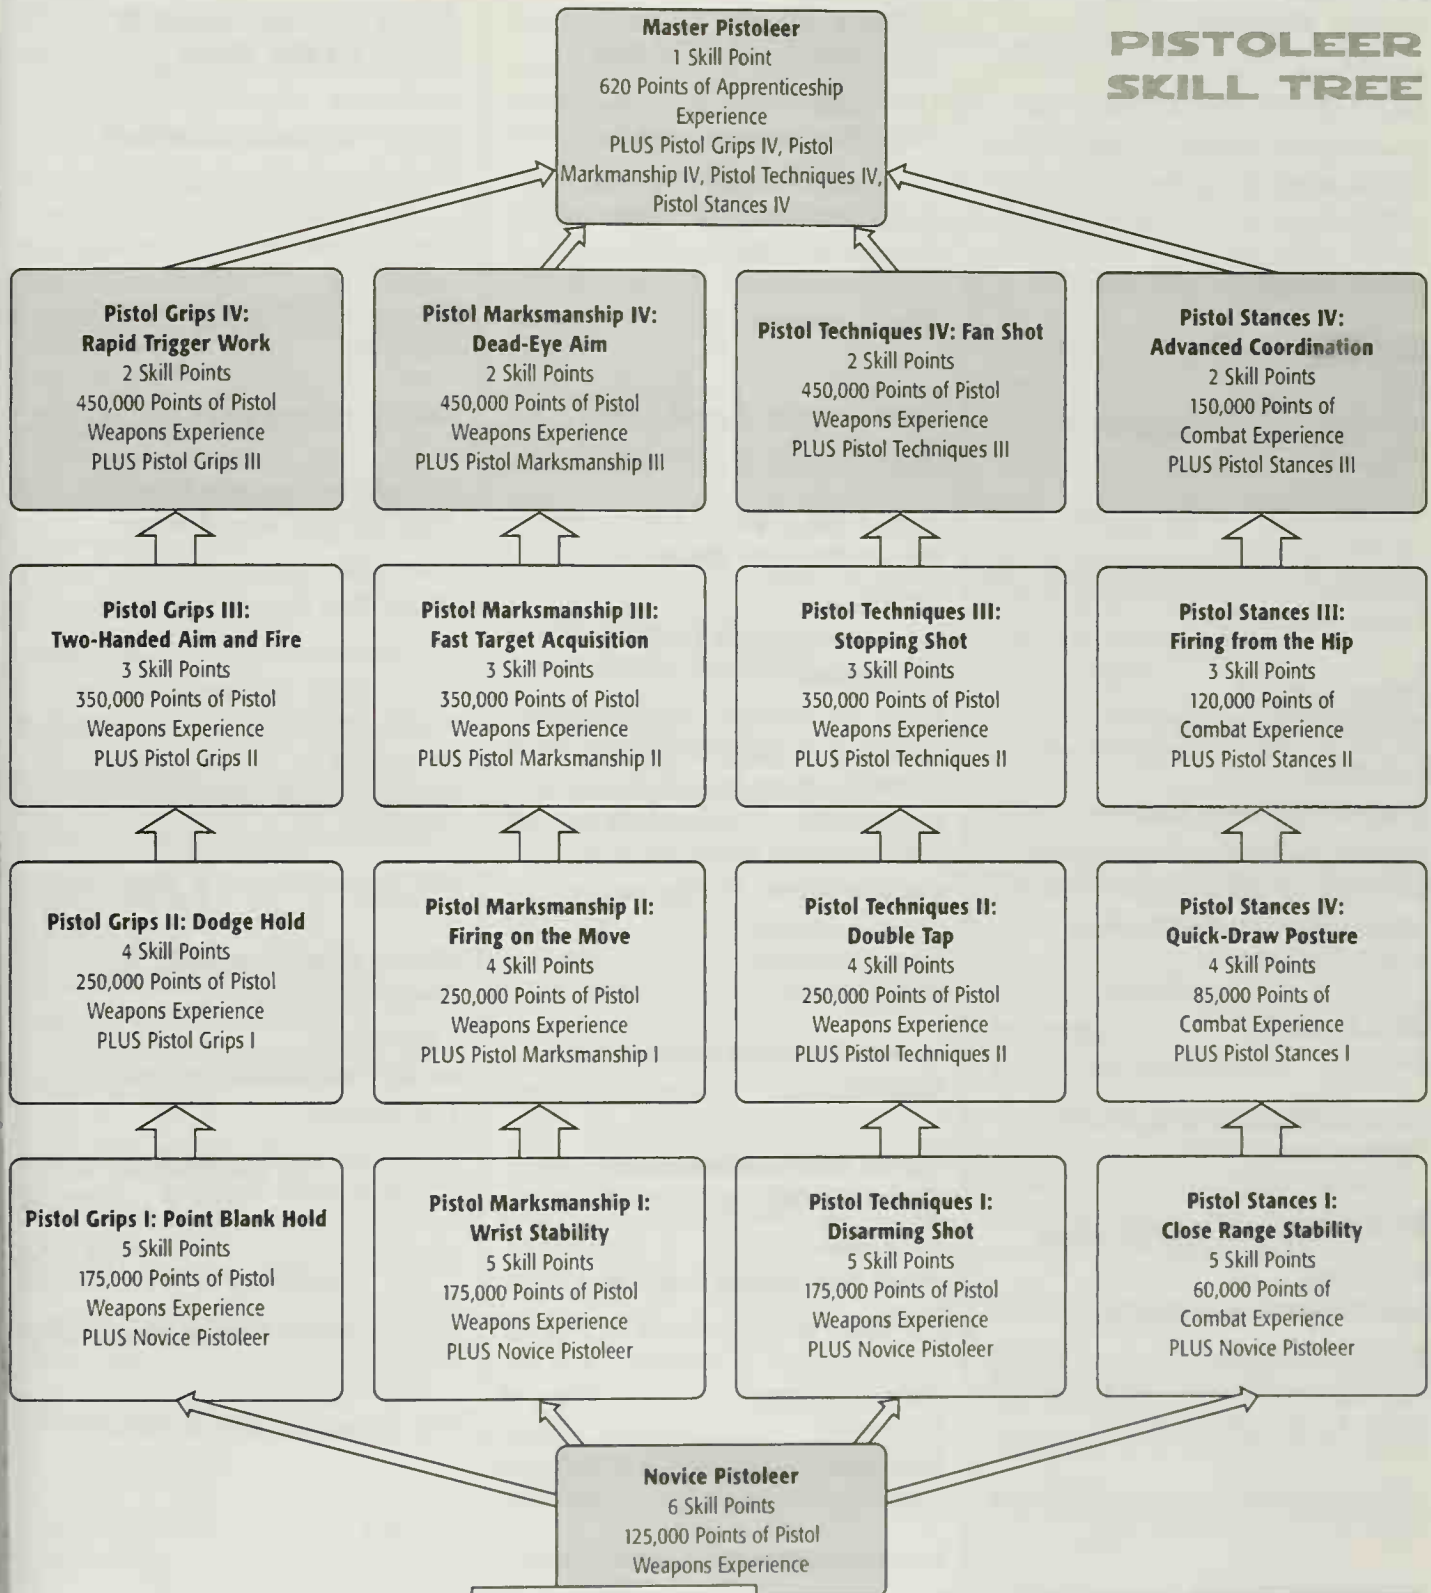 PISTOLEER
SKILL TREE
Master Pistoleer
1 Skill Point
620 Points of Apprenticeship
Experience
PLUS Pistol Grips IV, Pistol
Markmanship IV, Pistol Techniques IV,
Pistol Stances IV
Pistol Grips IV:
Rapid Trigger Work
2 Skill Points
450,000 Points of Pistol
Weapons Experience
PLUS Pistol Grips III
Pistol Marksmanship IV:
Dead-Eye Aim
2 Skill Points
450,000 Points of Pistol
Weapons Experience
PLUS Pistol Marksmanship III
Pistol Techniques IV: Fan Shot
2 Skill Points
450,000 Points of Pistol
Weapons Experience
PLUS Pistol Techniques III
Pistol Stances IV:
Advanced Coordination
2 Skill Points
150,000 Points of
Combat Experience
PLUS Pistol Stances III
Pistol Grips III:
Two-Handed Aim and Fire
3 Skill Points
350,000 Points of Pistol
Weapons Experience
PLUS Pistol Grips II
Pistol Marksmanship III:
Fast Target Acquisition
3 Skill Points
350,000 Points of Pistol
Weapons Experience
PLUS Pistol Marksmanship II
Pistol Techniques III:
Stopping Shot
3 Skill Points
350,000 Points of Pistol
Weapons Experience
PLUS Pistol Techniques II
Pistol Stances III:
Firing from the Hip
3 Skill Points
120,000 Points of
Combat Experience
PLUS Pistol Stances II
Pistol Grips II: Dodge Hold
4 Skill Points
250,000 Points of Pistol
Weapons Experience
PLUS Pistol Grips I
Pistol Marksmanship II:
Firing on the Move
4 Skill Points
250,000 Points of Pistol
Weapons Experience
PLUS Pistol Marksmanship I
Pistol Techniques II:
Double Tap
4 Skill Points
250,000 Points of Pistol
Weapons Experience
PLUS Pistol Techniques II
Pistol Stances IV:
Quick-Draw Posture
4 Skill Points
85,000 Points of
Combat Experience
PLUS Pistol Stances I
Pistol Grips I: Point Blank Hold
5 Skill Points
175,000 Points of Pistol
Weapons Experience
PLUS Novice Pistoleer
Pistol Marksmanship I:
Wrist Stability
5 Skill Points
175,000 Points of Pistol
Weapons Experience
PLUS Novice Pistoleer
Pistol Techniques I:
Disarming Shot
5 Skill Points
175,000 Points of Pistol
Weapons Experience
PLUS Novice Pistoleer
Pistol Stances I:
Close Range Stability
5 Skill Points
60,000 Points of
Combat Experience
PLUS Novice Pistoleer
Novice Pistoleer
6 Skill Points
125,000 Points of Pistol
Weapons Experience